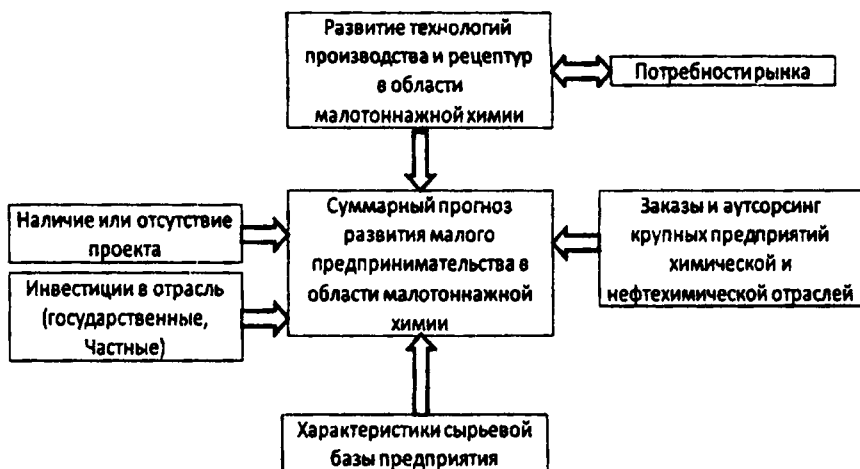 Развитие технологий
производства и рецептур
в области
малотоннажной химии
Потребности рынка
Наличие или отсутствие
проекта
Суммарный прогноз
развития малого
предпринимательства в
области малотоннажной
химии
Заказы и аутсорсинг
крупных предприятий
химической и
нефтехимической отраслей
Инвестиции в отрасль
(государственные,
Частные)
Характеристики сырьевой
базы предприятия